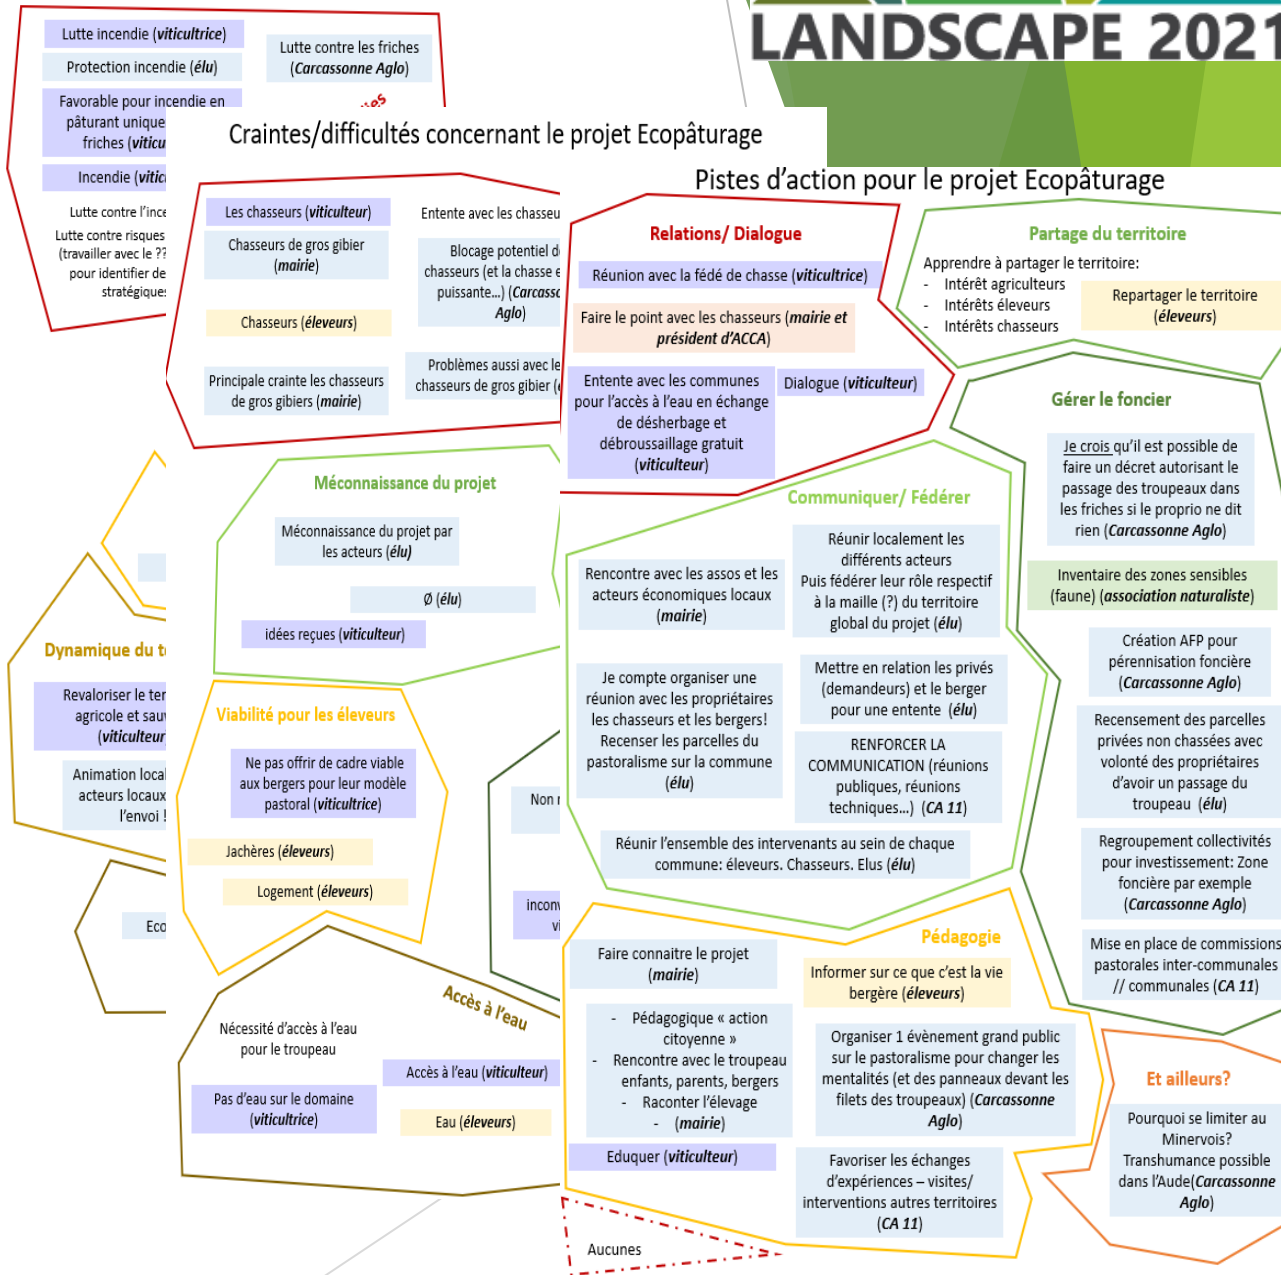 LANDSCAPE 2021
Lutte incendie (viticultrice)
Protection incendie (élu)
Favorable pour incendie en
pâturant unique
friches (viticu
Incendie (vitic
Lutte contre l'ince
Lutte contre risques
(travailler avec le ??
pour identifier de
stratégiques
Lutte contre les friches
(Carcassonne Aglo)
Dynamique du te
Revaloriser le ter
agricole et sauv
(viticulteur
Animation local
acteurs locaux
l'envoi !
Eco
Craintes/difficultés concernant le projet Ecopâturage
Les chasseurs (viticulteur)
Chasseurs de gros gibier
(mairie)
Chasseurs (éleveurs)
Principale crainte les chasseurs
de gros gibiers (mairie)
Entente avec les chasseu
Blocage potentiel de
chasseurs (et la chasse e
puissante...) (Carcasso
Aglo)
Problèmes aussi avec le
chasseurs de gros gibier (
Méconnaissance du projet
Méconnaissance du projet par
les acteurs (élu)
Ø (élu)
idées reçues (viticulteur)
Viabilité pour les éleveurs
Ne pas offrir de cadre viable
aux bergers pour leur modèle
pastoral (viticultrice)
Jachères (éleveurs)
Logement (éleveurs)
Non r
inconv
vi
Accès à l'eau
Nécessité d'accès à l'eau
pour le troupeau
Accès à l'eau (viticulteur)
Pas d'eau sur le domaine
(viticultrice)
Eau (éleveurs)
Pistes d'action pour le projet Ecopâturage
Relations/ Dialogue
Réunion avec la fédé de chasse (viticultrice)
Faire le point avec les chasseurs (mairie et
président d'ACCA)
Entente avec les communes
pour l'accès à l'eau en échange
de désherbage et
débroussaillage gratuit
(viticulteur)
Dialogue (viticulteur)
Partage du territoire
Apprendre à partager le territoire:
- Intérêt agriculteurs
- Intérêts éleveurs
- Intérêts chasseurs
Repartager le territoire
(éleveurs)
Communiquer/ Fédérer
Rencontre avec les assos et les
acteurs économiques locaux
(mairie)
Réunir localement les
différents acteurs
Puis fédérer leur rôle respectif
à la maille (?) du territoire
global du projet (élu)
Je compte organiser une
réunion avec les propriétaires
les chasseurs et les bergers!
Recenser les parcelles du
pastoralisme sur la commune
(élu)
Mettre en relation les privés
(demandeurs) et le berger
pour une entente (élu)
RENFORCER LA
COMMUNICATION (réunions
publiques, réunions
techniques...) (CA 11)
Réunir l'ensemble des intervenants au sein de chaque
commune: éleveurs. Chasseurs. Elus (élu)
Gérer le foncier
Je crois qu'il est possible de
faire un décret autorisant le
passage des troupeaux dans
les friches si le proprio ne dit
rien (Carcassonne Aglo)
Inventaire des zones sensibles
(faune) (association naturaliste)
Création AFP pour
pérennisation foncière
(Carcassonne Aglo)
Recensement des parcelles
privées non chassées avec
volonté des propriétaires
d'avoir un passage du
troupeau (élu)
Regroupement collectivités
pour investissement: Zone
foncière par exemple
(Carcassonne Aglo)
Mise en place de commissions
pastorales inter-communales
// communales (CA 11)
Pédagogie
Faire connaitre le projet
(mairie)
Informer sur ce que c'est la vie
bergère (éleveurs)
- Pédagogique « action
citoyenne »
- Rencontre avec le troupeau
enfants, parents, bergers
- Raconter l'élevage
- (mairie)
Organiser 1 évènement grand public
sur le pastoralisme pour changer les
mentalités (et des panneaux devant les
filets des troupeaux) (Carcassonne
Aglo)
Eduquer (viticulteur)
Favoriser les échanges
d'expériences – visites/
interventions autres territoires
(CA 11)
Et ailleurs?
Pourquoi se limiter au
Minervois?
Transhumance possible
dans l'Aude(Carcassonne
Aglo)
Aucunes